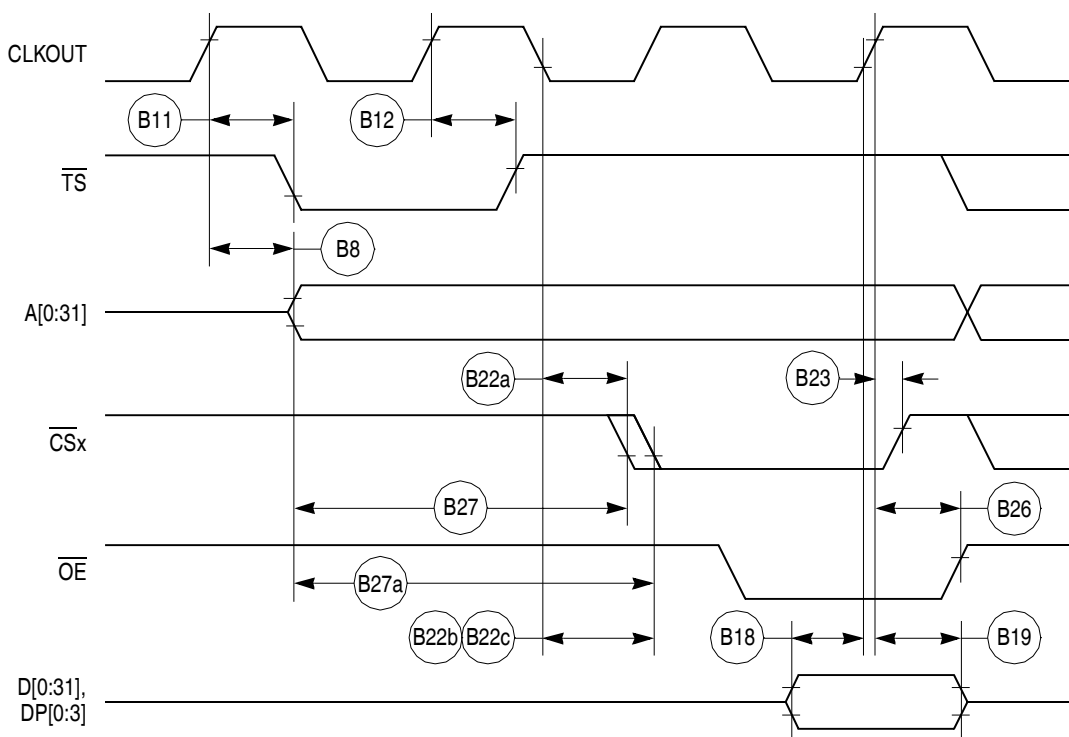 CLKOUT
B11
B12
TS
B8
A[0:31]
B22a
B23
CSx
B27
B26
OE
B27a
B22b B22c
B18
B19
D[0:31],
DP[0:3]